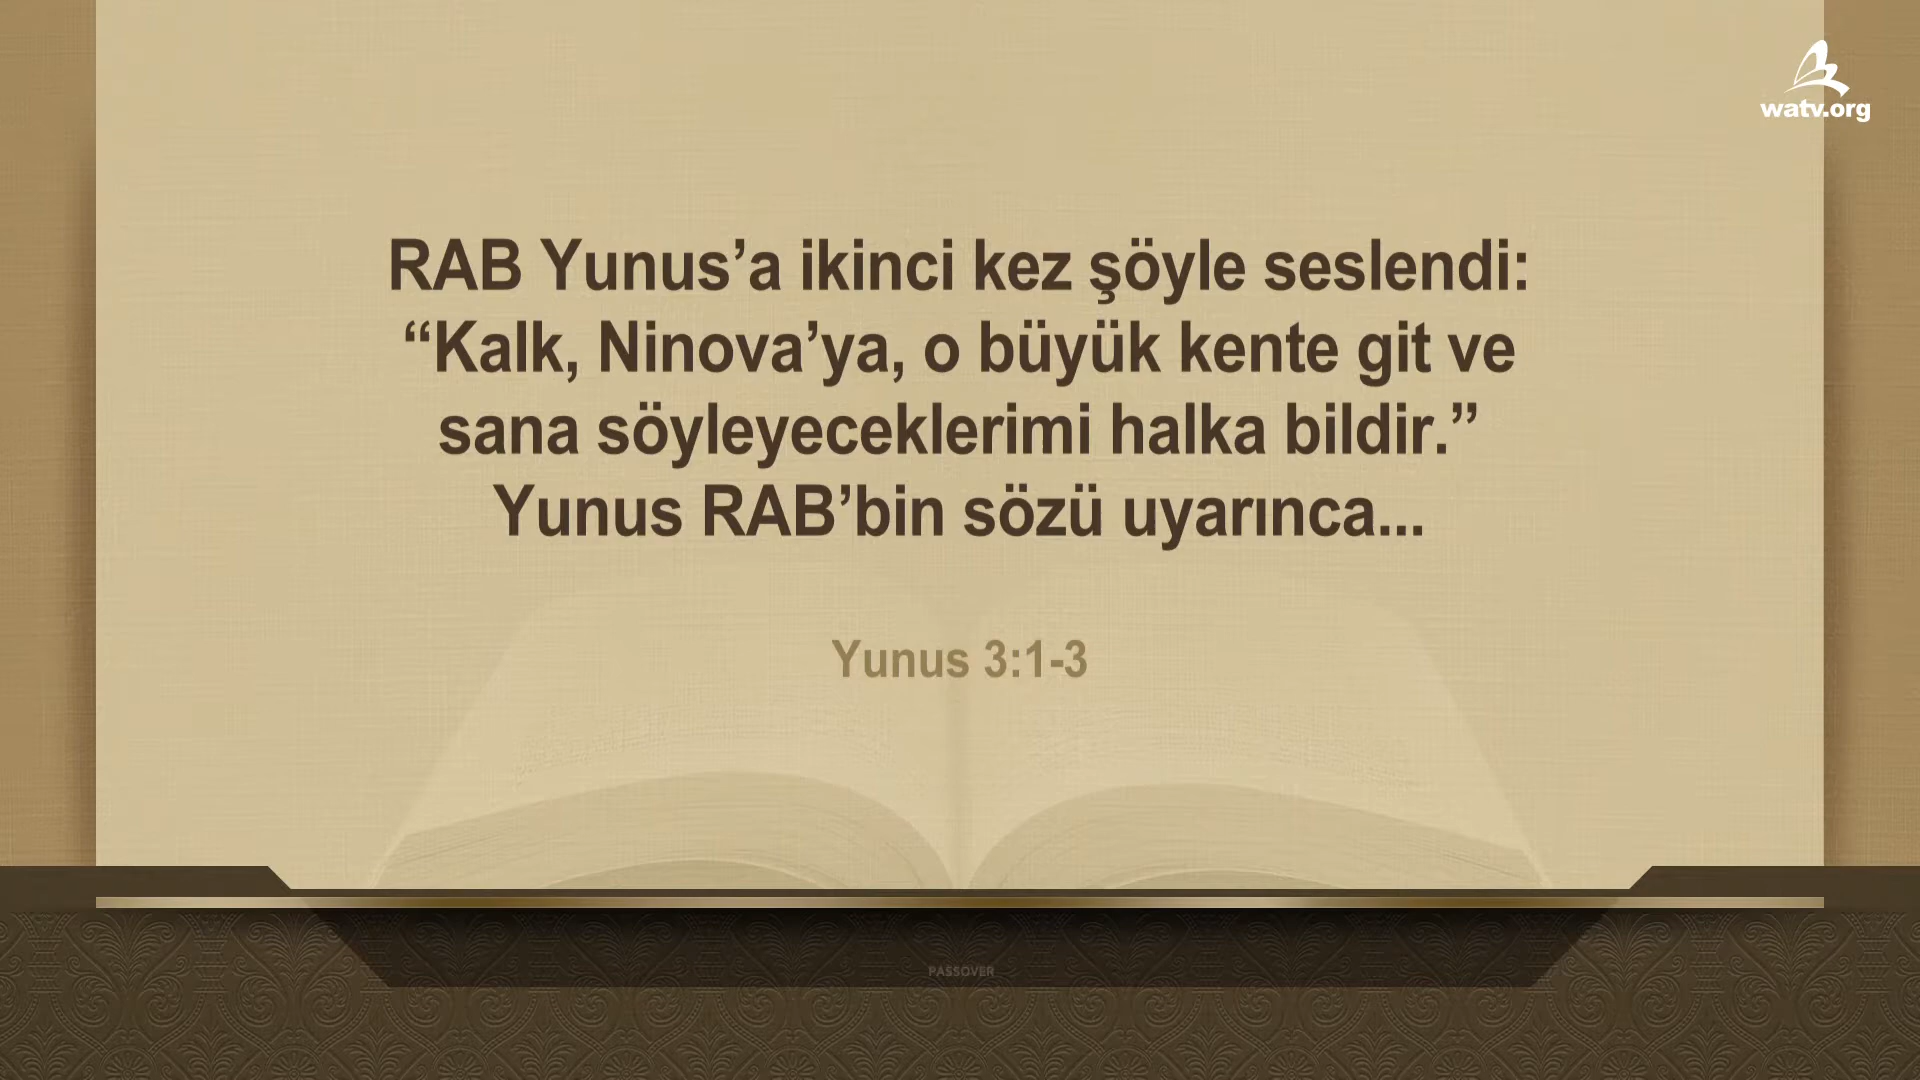 watv.org
RAB Yunus’a ikinci kez şöyle seslendi:
“Kalk, Ninova’ya, o büyük kente git ve
sana söyleyeceklerimi halka bildir.”
Yunus RAB’bin sözü uyarınca...
Yunus 3:1-3
PASSOVER